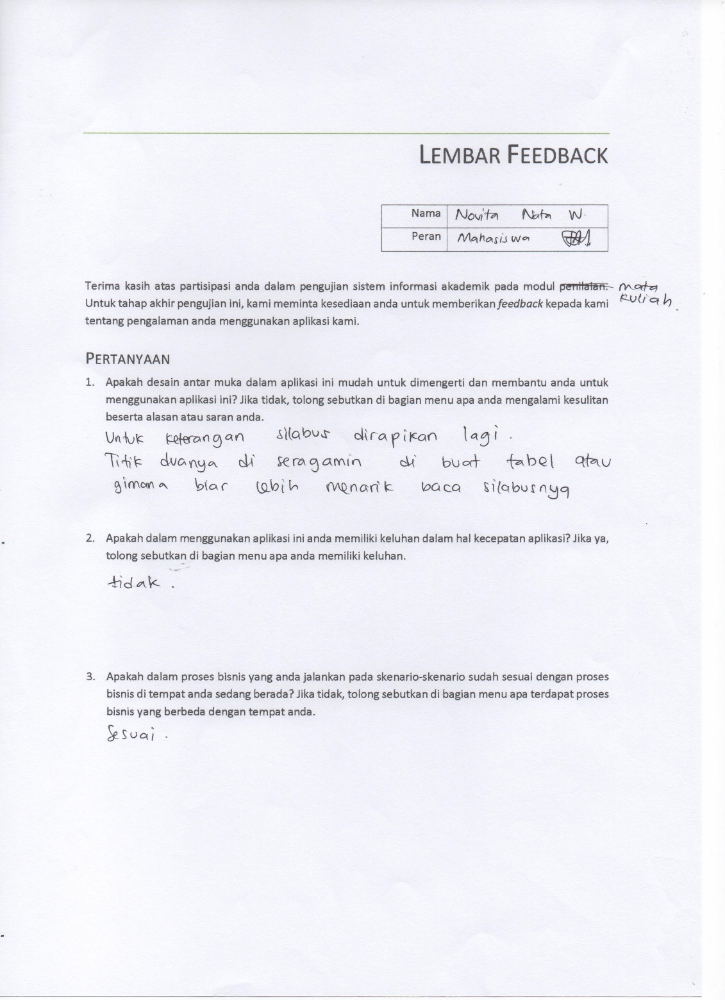 LEMBAR FEEDBACK
Nama Novita Nata W.
Peran Mahasiswa
Terima kasih atas partisipasi anda dalam pengujian sistem informasi akademik pada modul penilaian. mata
Untuk tahap akhir pengujian ini, kami meminta kesediaan anda untuk memberikan feedback kepada kami kuliah.
tentang pengalaman anda menggunakan aplikasi kami.
PERTANYAAN
1. Apakah desain antar muka dalam aplikasi ini mudah untuk dimengerti dan membantu anda untuk
menggunakan aplikasi ini? Jika tidak, tolong sebutkan di bagian menu apa anda mengalami kesulitan
beserta alasan atau saran anda.
Untuk keterangan silabus dirapikan lagi.
Titik duanya di seragamin di buat tabel atau
gimana biar lebih menarik baca silabusnya
2. Apakah dalam menggunakan aplikasi ini anda memiliki keluhan dalam hal kecepatan aplikasi? Jika ya,
tolong sebutkan di bagian menu apa anda memiliki keluhan.
tidak.
3. Apakah dalam proses bisnis yang anda jalankan pada skenario-skenario sudah sesuai dengan proses
bisnis di tempat anda sedang berada? Jika tidak, tolong sebutkan di bagian menu apa terdapat proses
bisnis yang berbeda dengan tempat anda.
Sesuai.